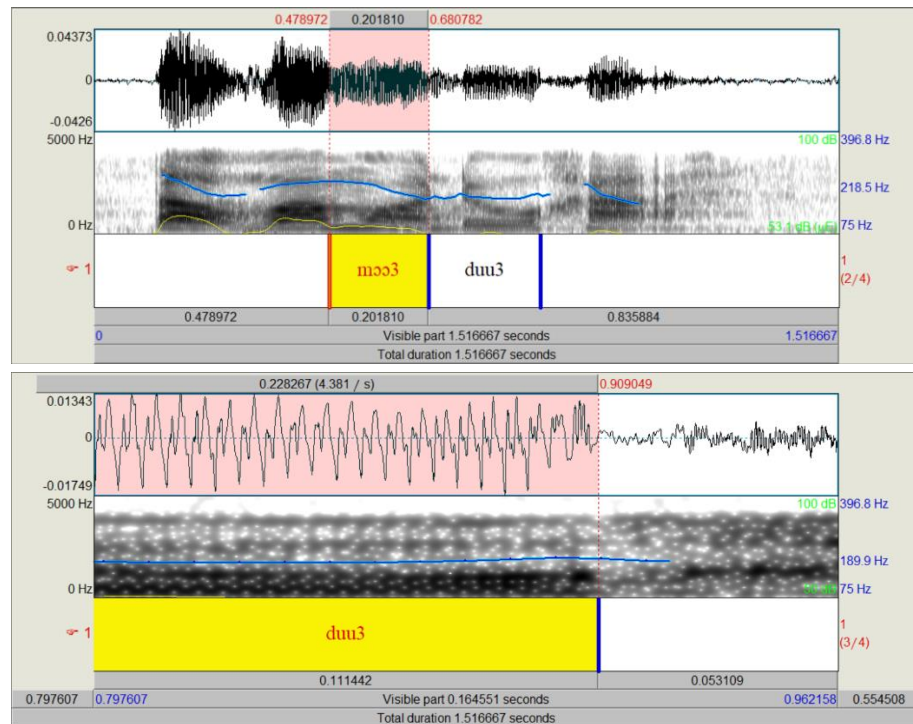 0.478972 0.201810 0.680782
0.04373
0
-0.0426
5000 Hz 100 dB 396.8 Hz
218.5 Hz
0 Hz 53.1 dB (µE) 75 Hz
☞ 1 mɔɔ3 duu3 1
(2/4)
0.478972 0.201810 0.835884
0 Visible part 1.516667 seconds 1.516667
Total duration 1.516667 seconds
0.228267 (4.381 / s) 0.909049
0.01343
0
-0.01749
5000 Hz 100 dB 396.8 Hz
189.9 Hz
0 Hz 75 Hz
☞ 1 duu3 1
(3/4)
0.111442 0.053109
0.797607 0.797607 Visible part 0.164551 seconds 0.962158 0.554508
Total duration 1.516667 seconds